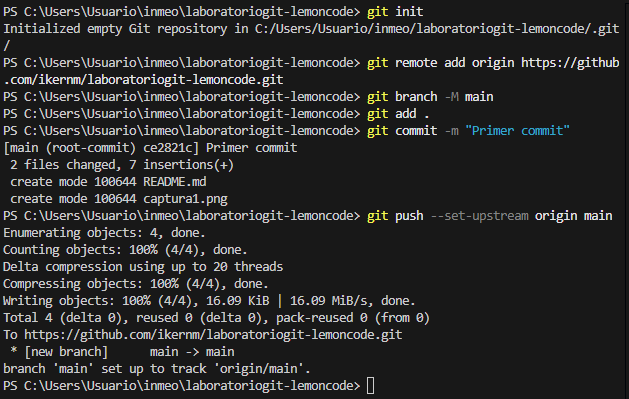 PS C:\Users\Usuario\inmeo\laboratoriogit-lemoncode> git init
Initialized empty Git repository in C:/Users/Usuario/inmeo/laboratoriogit-lemoncode/.git
/
PS C:\Users\Usuario\inmeo\laboratoriogit-lemoncode> git remote add origin https://github
.com/ikernm/laboratoriogit-lemoncode.git
PS C:\Users\Usuario\inmeo\laboratoriogit-lemoncode> git branch -M main
PS C:\Users\Usuario\inmeo\laboratoriogit-lemoncode> git add .
PS C:\Users\Usuario\inmeo\laboratoriogit-lemoncode> git commit -m "Primer commit"
[main (root-commit) ce2821c] Primer commit
 2 files changed, 7 insertions(+)
 create mode 100644 README.md
 create mode 100644 captura1.png
PS C:\Users\Usuario\inmeo\laboratoriogit-lemoncode> git push --set-upstream origin main
Enumerating objects: 4, done.
Counting objects: 100% (4/4), done.
Delta compression using up to 20 threads
Compressing objects: 100% (4/4), done.
Writing objects: 100% (4/4), 16.09 KiB | 16.09 MiB/s, done.
Total 4 (delta 0), reused 0 (delta 0), pack-reused 0 (from 0)
To https://github.com/ikernm/laboratoriogit-lemoncode.git
 * [new branch]      main -> main
branch 'main' set up to track 'origin/main'.
PS C:\Users\Usuario\inmeo\laboratoriogit-lemoncode>